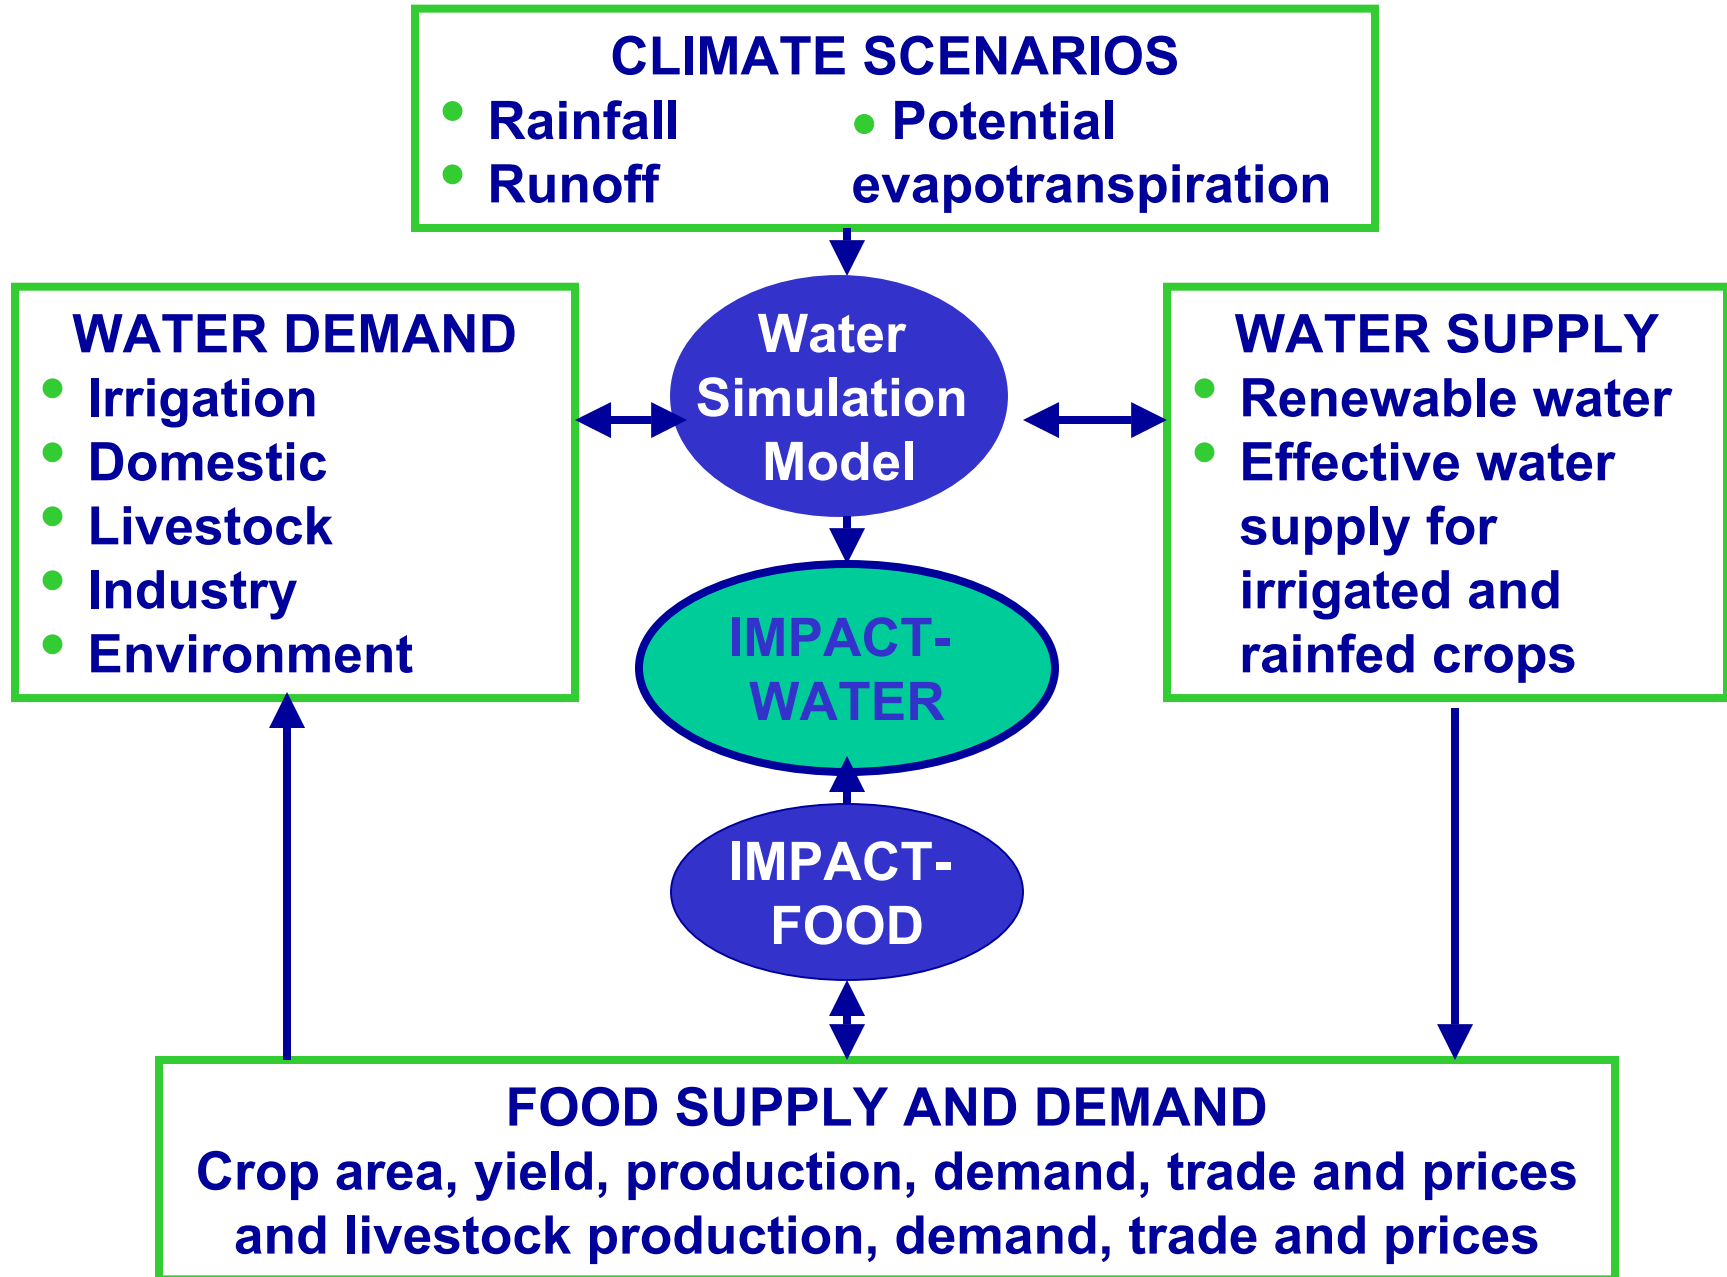 CLIMATE SCENARIOS
• Rainfall
• Runoff
• Potential
evapotranspiration
WATER DEMAND
• Irrigation
• Domestic
• Livestock
• Industry
• Environment
Water
Simulation
Model
WATER SUPPLY
• Renewable water
• Effective water
supply for
irrigated and
rainfed crops
IMPACT-
WATER
IMPACT-
FOOD
FOOD SUPPLY AND DEMAND
Crop area, yield, production, demand, trade and prices
and livestock production, demand, trade and prices